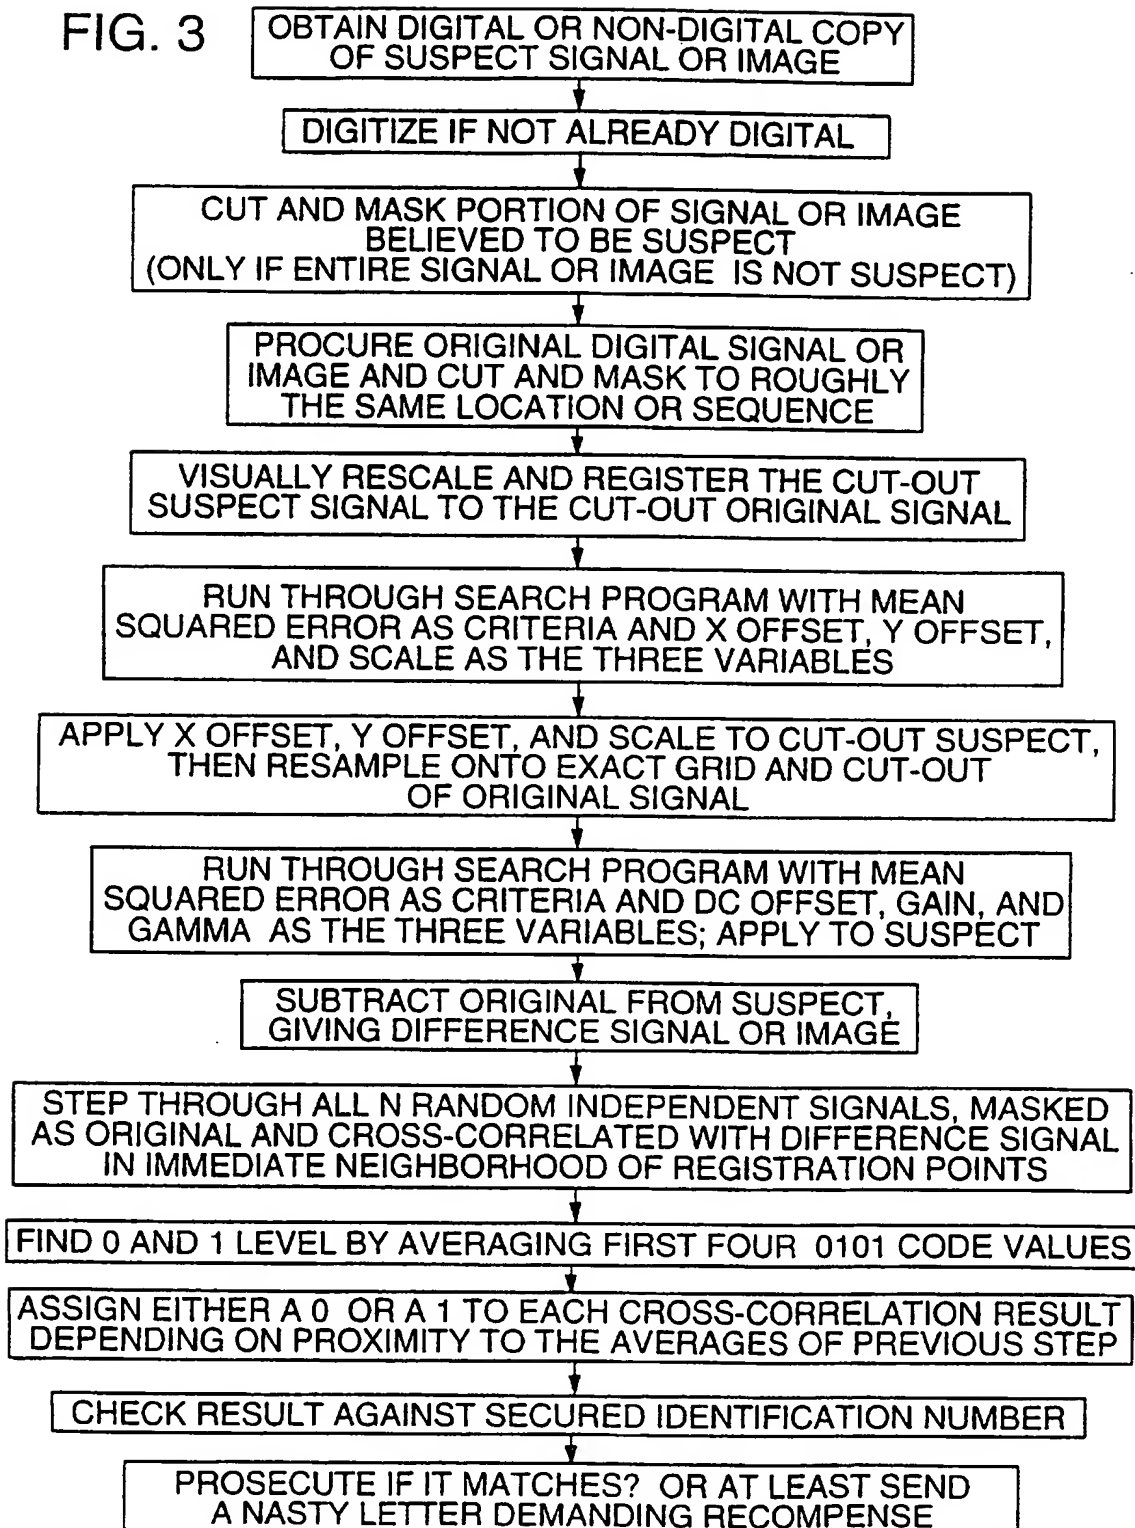 FIG. 3
OBTAIN DIGITAL OR NON-DIGITAL COPY
OF SUSPECT SIGNAL OR IMAGE
DIGITIZE IF NOT ALREADY DIGITAL
CUT AND MASK PORTION OF SIGNAL OR IMAGE
BELIEVED TO BE SUSPECT
(ONLY IF ENTIRE SIGNAL OR IMAGE IS NOT SUSPECT)
PROCURE ORIGINAL DIGITAL SIGNAL OR
IMAGE AND CUT AND MASK TO ROUGHLY
THE SAME LOCATION OR SEQUENCE
VISUALLY RESCALE AND REGISTER THE CUT-OUT
SUSPECT SIGNAL TO THE CUT-OUT ORIGINAL SIGNAL
RUN THROUGH SEARCH PROGRAM WITH MEAN
SQUARED ERROR AS CRITERIA AND X OFFSET, Y OFFSET,
AND SCALE AS THE THREE VARIABLES
APPLY X OFFSET, Y OFFSET, AND SCALE TO CUT-OUT SUSPECT,
THEN RESAMPLE ONTO EXACT GRID AND CUT-OUT
OF ORIGINAL SIGNAL
RUN THROUGH SEARCH PROGRAM WITH MEAN
SQUARED ERROR AS CRITERIA AND DC OFFSET, GAIN, AND
GAMMA AS THE THREE VARIABLES; APPLY TO SUSPECT
SUBTRACT ORIGINAL FROM SUSPECT,
GIVING DIFFERENCE SIGNAL OR IMAGE
STEP THROUGH ALL N RANDOM INDEPENDENT SIGNALS, MASKED
AS ORIGINAL AND CROSS-CORRELATED WITH DIFFERENCE SIGNAL
IN IMMEDIATE NEIGHBORHOOD OF REGISTRATION POINTS
FIND 0 AND 1 LEVEL BY AVERAGING FIRST FOUR 0101 CODE VALUES
ASSIGN EITHER A 0 OR A 1 TO EACH CROSS-CORRELATION RESULT
DEPENDING ON PROXIMITY TO THE AVERAGES OF PREVIOUS STEP
CHECK RESULT AGAINST SECURED IDENTIFICATION NUMBER
PROSECUTE IF IT MATCHES? OR AT LEAST SEND
A NASTY LETTER DEMANDING RECOMPENSE